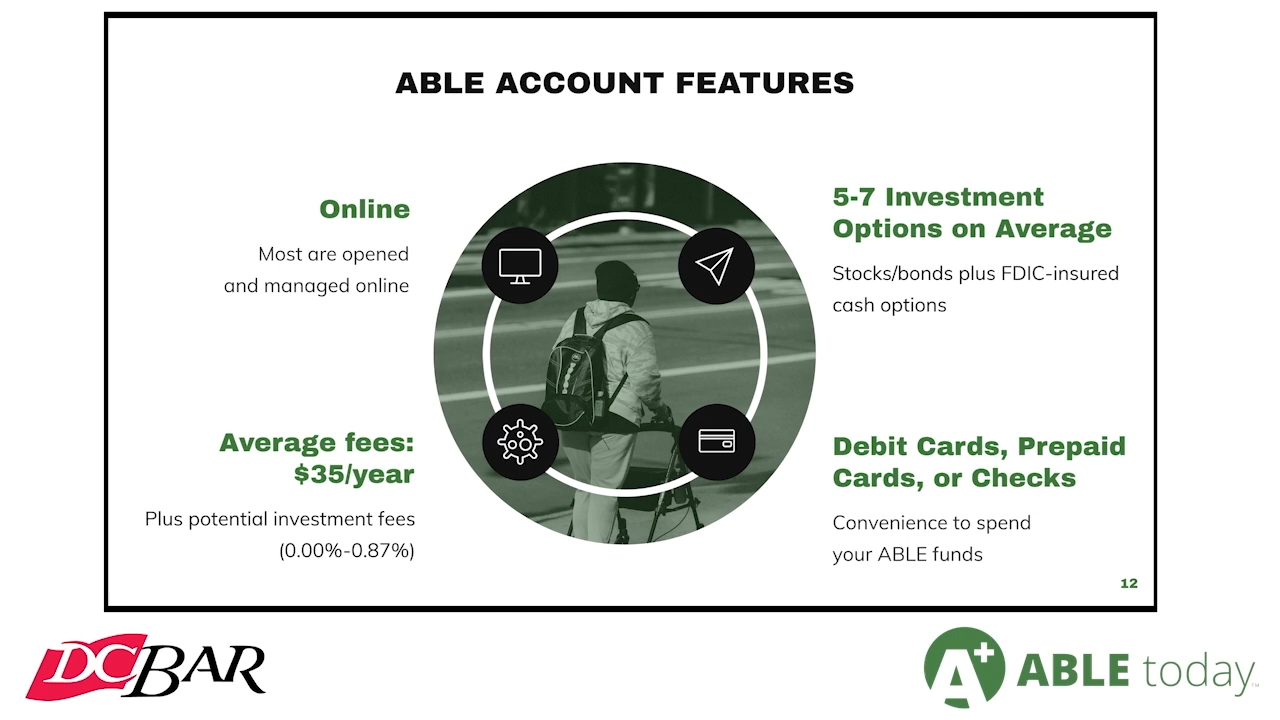 ABLE ACCOUNT FEATURES
Online
Most are opened
and managed online
5-7 Investment
Options on Average
Stocks/bonds plus FDIC-insured
cash options
Average fees:
$35/year
Plus potential investment fees
(0.00%-0.87%)
Debit Cards, Prepaid
Cards, or Checks
Convenience to spend
your ABLE funds
12
DC BAR
A+ ABLE today